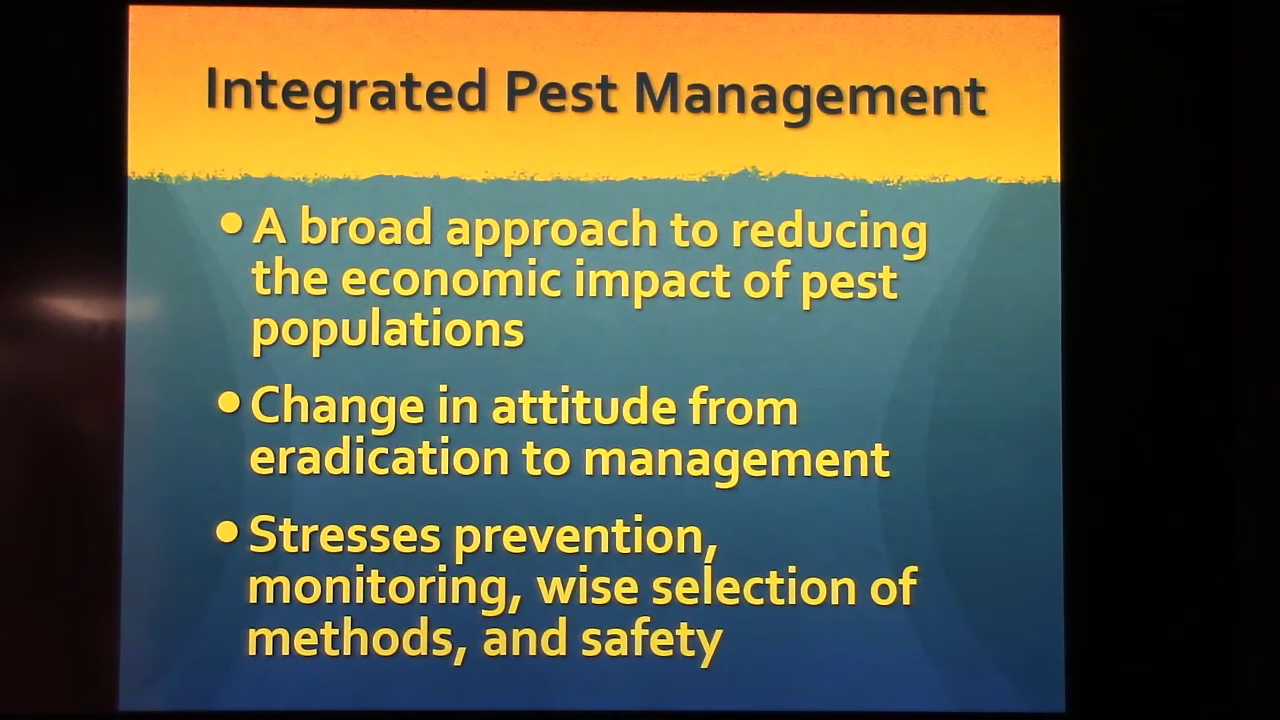 Integrated Pest Management
• A broad approach to reducing
the economic impact of pest
populations
• Change in attitude from
eradication to management
• Stresses prevention,
monitoring, wise selection of
methods, and safety